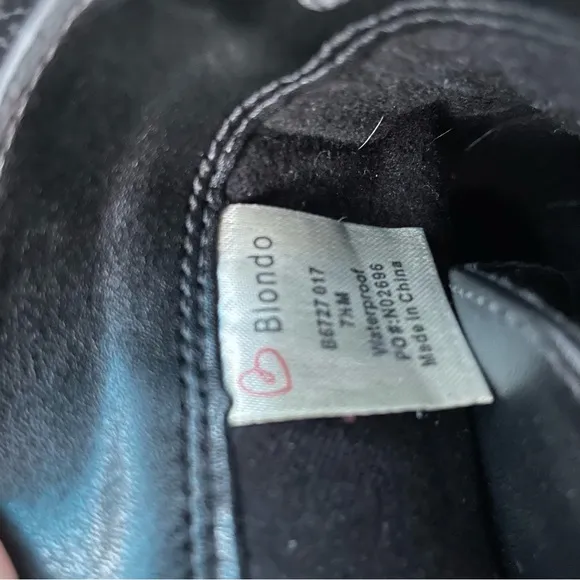 Blondo
B6727 017
7½M
Waterproof
PO#:N02696
Made in China